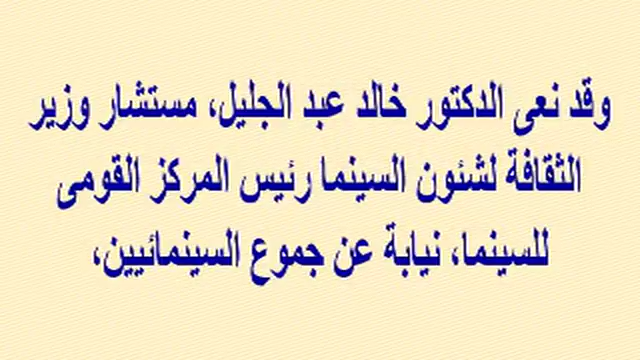 وقد نعى الدكتور خالد عبد الجليل، مستشار وزير
الثقافة لشئون السينما رئيس المركز القومى
للسينما، نيابة عن جموع السينمائيين،